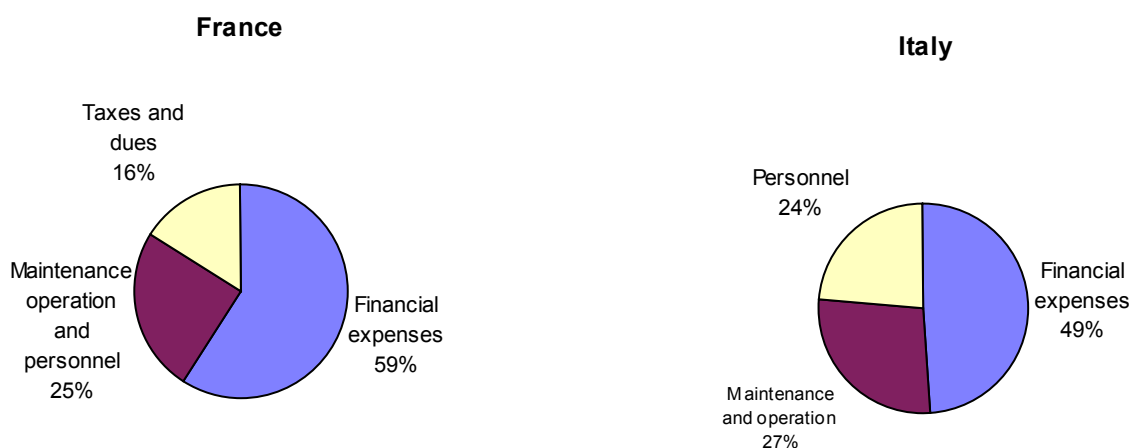 France
Taxes and
dues
16%
Maintenance
operation
and
personnel
25%
Financial
expenses
59%
Italy
Personnel
24%
Financial
expenses
49%
Maintenance
and operation
27%